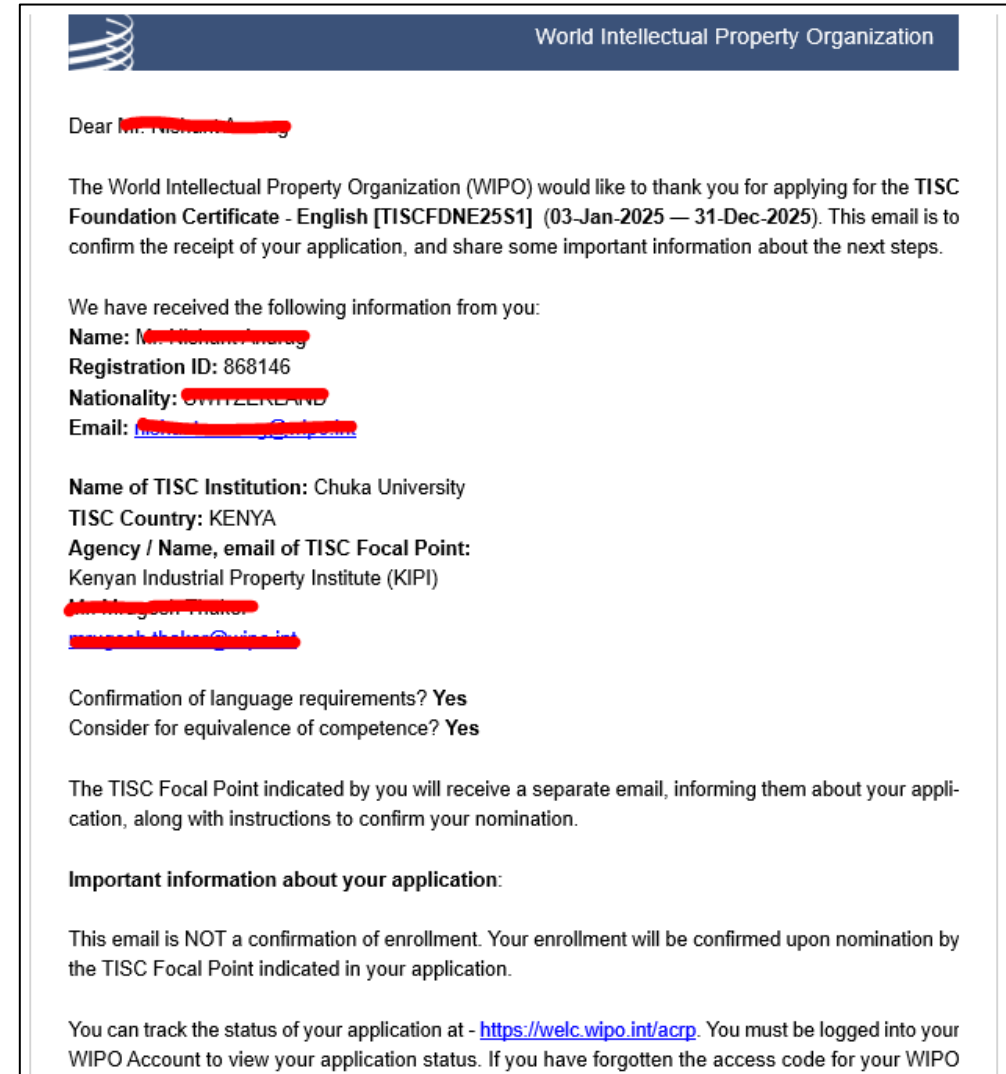 World Intellectual Property Organization
Dear
The World Intellectual Property Organization (WIPO) would like to thank you for applying for the TISC
Foundation Certificate - English [TISCFDNE25S1] (03-Jan-2025 — 31-Dec-2025). This email is to
confirm the receipt of your application, and share some important information about the next steps.
We have received the following information from you:
Name:
Registration ID: 868146
Nationality:
Email:
Name of TISC Institution: Chuka University
TISC Country: KENYA
Agency / Name, email of TISC Focal Point:
Kenyan Industrial Property Institute (KIPI)
Confirmation of language requirements? Yes
Consider for equivalence of competence? Yes
The TISC Focal Point indicated by you will receive a separate email, informing them about your appli-
cation, along with instructions to confirm your nomination.
Important information about your application:
This email is NOT a confirmation of enrollment. Your enrollment will be confirmed upon nomination by
the TISC Focal Point indicated in your application.
You can track the status of your application at - https://welc.wipo.int/acrp. You must be logged into your
WIPO Account to view your application status. If you have forgotten the access code for your WIPO